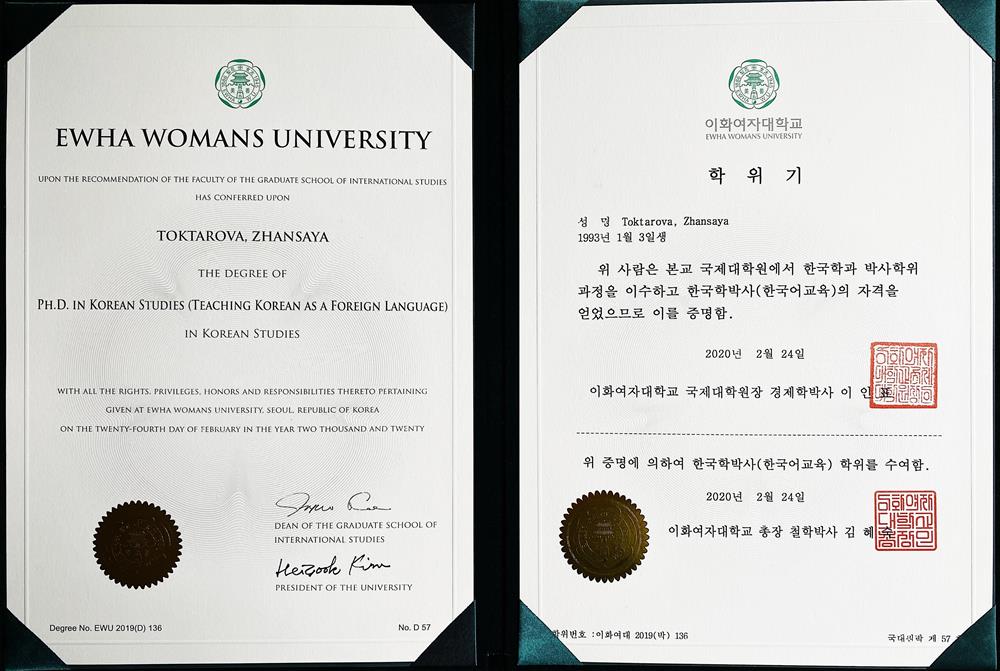 EWHA WOMANS UNIVERSITY
UPON THE RECOMMENDATION OF THE FACULTY OF THE GRADUATE SCHOOL OF INTERNATIONAL STUDIES
HAS CONFERRED UPON
TOKTAROVA, ZHANSAYA
THE DEGREE OF
PH.D. IN KOREAN STUDIES (TEACHING KOREAN AS A FOREIGN LANGUAGE)
IN KOREAN STUDIES
WITH ALL THE RIGHTS, PRIVILEGES, HONORS AND RESPONSIBILITIES THERETO PERTAINING
GIVEN AT EWHA WOMANS UNIVERSITY, SEOUL, REPUBLIC OF KOREA
ON THE TWENTY-FOURTH DAY OF FEBRUARY IN THE YEAR TWO THOUSAND AND TWENTY
DEAN OF THE GRADUATE SCHOOL OF
INTERNATIONAL STUDIES
Heisook Kim
PRESIDENT OF THE UNIVERSITY
Degree No. EWU 2019(D) 136
No. D 57
이화여자대학교
EWHA WOMANS UNIVERSITY
학 위 기
성 명 Toktarova, Zhansaya
1993년 1월 3일생
위 사람은 본교 국제대학원에서 한국학과 박사학위
과정을 이수하고 한국학박사(한국어교육)의 자격을
얻었으므로 이를 증명함.
2020년 2월 24일
이화여자대학교 국제대학원장 경제학박사 이 인 표
위 증명에 의하여 한국학박사(한국어교육) 학위를 수여함.
2020년 2월 24일
이화여자대학교 총장 철학박사 김 혜 숙
학위번호 :이화여대 2019(박) 136
국대원박 제 57